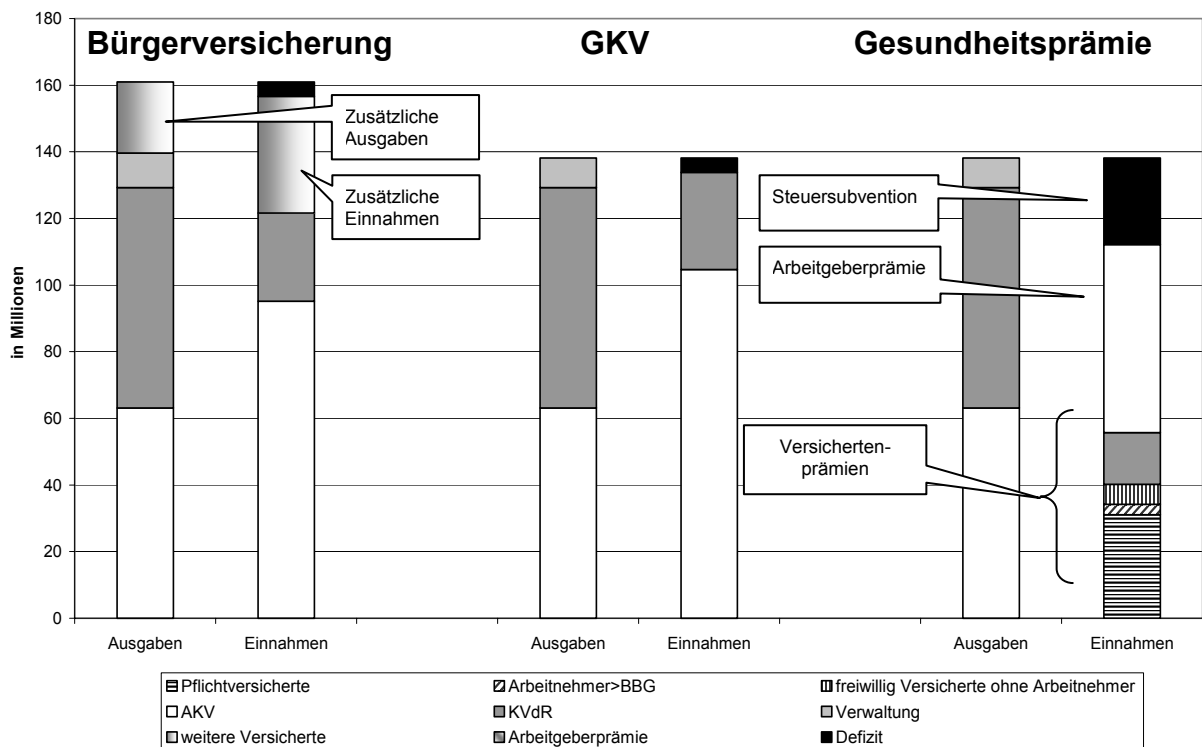 Bürgerversicherung
GKV
Gesundheitsprämie
in Millionen
180
160
140
120
100
80
60
40
20
0
Zusätzliche
Ausgaben
Zusätzliche
Einnahmen
Steuersubvention
Arbeitgeberprämie
Versicherten-
prämien
Ausgaben
Einnahmen
Ausgaben
Einnahmen
Ausgaben
Einnahmen
Pflichtversicherte
Arbeitnehmer>BBG
freiwillig Versicherte ohne Arbeitnehmer
AKV
KVdR
Verwaltung
weitere Versicherte
Arbeitgeberprämie
Defizit